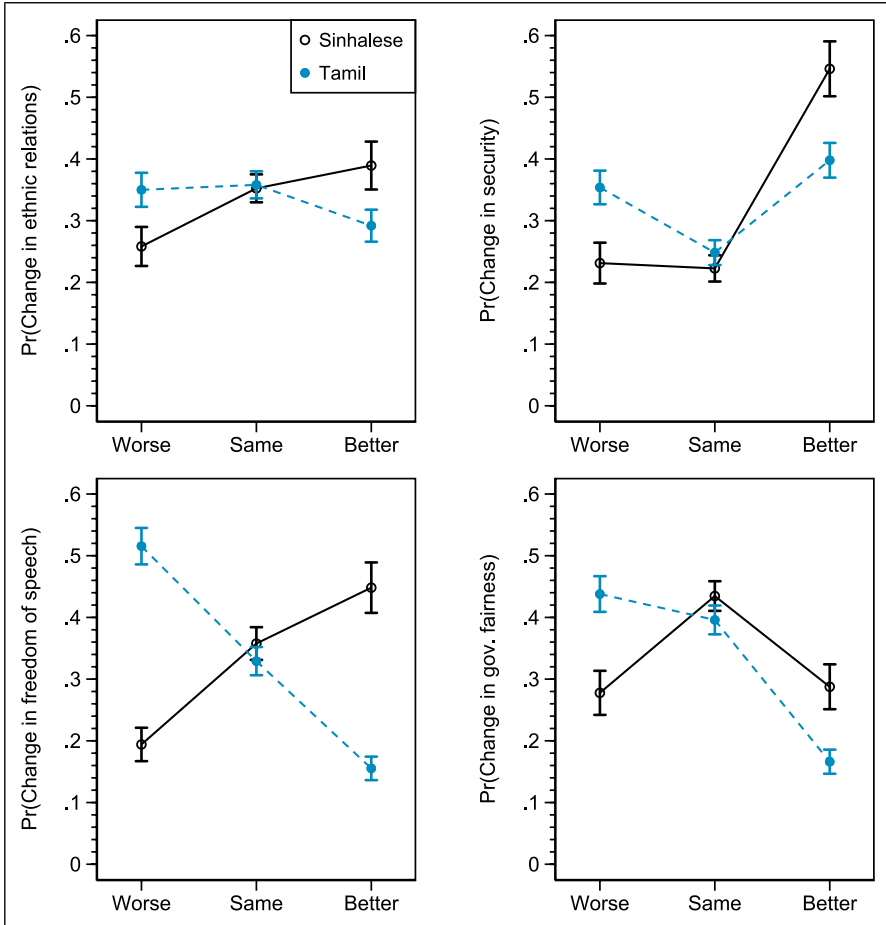 Pr(Change in ethnic relations)
.6
.5
.4
.3
.2
.1
0
Sinhalese
Tamil
Worse Same Better
Pr(Change in security)
.6
.5
.4
.3
.2
.1
0
Worse Same Better
Pr(Change in freedom of speech)
.6
.5
.4
.3
.2
.1
0
Worse Same Better
Pr(Change in gov. fairness)
.6
.5
.4
.3
.2
.1
0
Worse Same Better